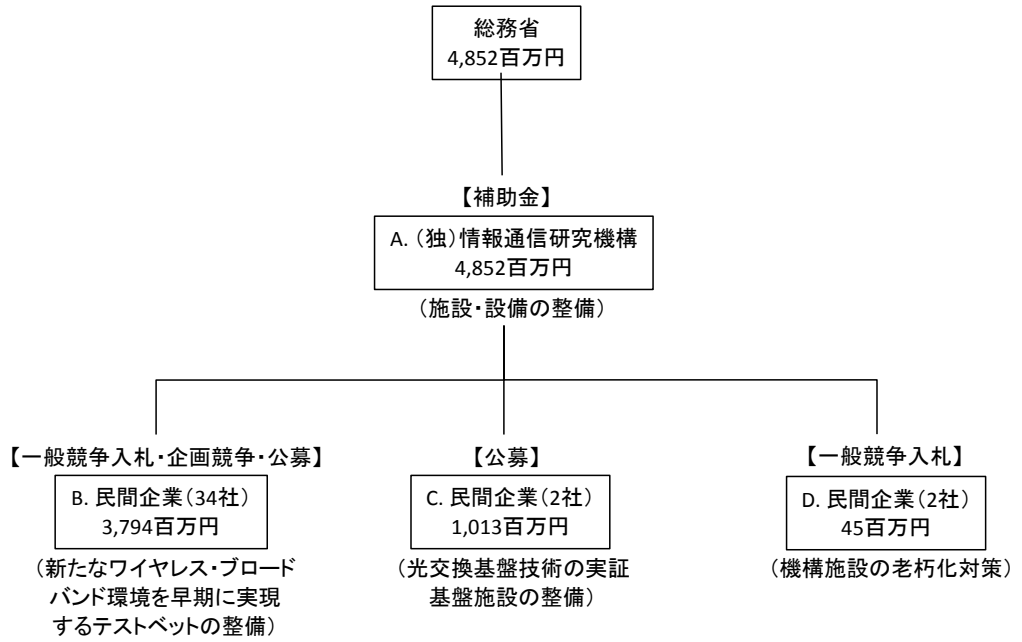 総務省
4,852百万円
【補助金】
A.（独）情報通信研究機構
4,852百万円
（施設・設備の整備）
【一般競争入札・企画競争・公募】
B. 民間企業（34社）
3,794百万円
（新たなワイヤレス・ブロード
バンド環境を早期に実現
するテストベットの整備）
【公募】
C. 民間企業（2社）
1,013百万円
（光交換基盤技術の実証
基盤施設の整備）
【一般競争入札】
D. 民間企業（2社）
45百万円
（機構施設の老朽化対策）